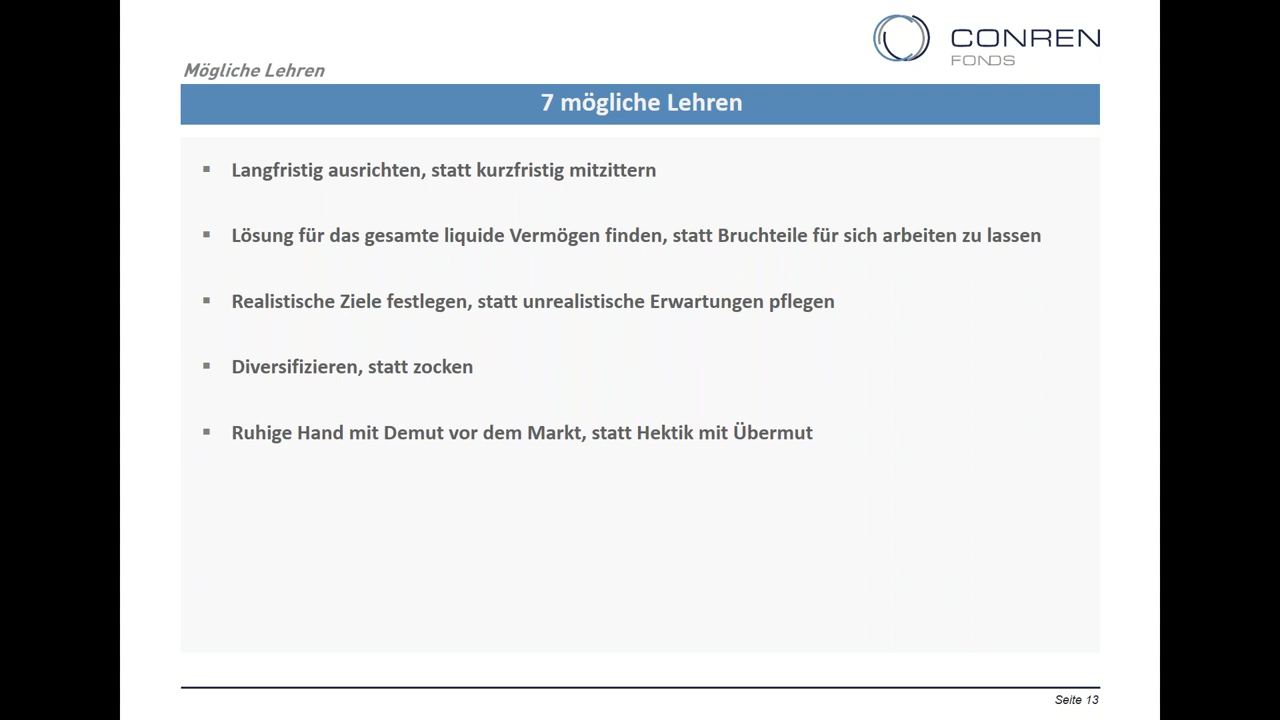 CONREN
FONDS
Mögliche Lehren
7 mögliche Lehren
▪ Langfristig ausrichten, statt kurzfristig mitzittern
▪ Lösung für das gesamte liquide Vermögen finden, statt Bruchteile für sich arbeiten zu lassen
▪ Realistische Ziele festlegen, statt unrealistische Erwartungen pflegen
▪ Diversifizieren, statt zocken
▪ Ruhige Hand mit Demut vor dem Markt, statt Hektik mit Übermut
Seite 13